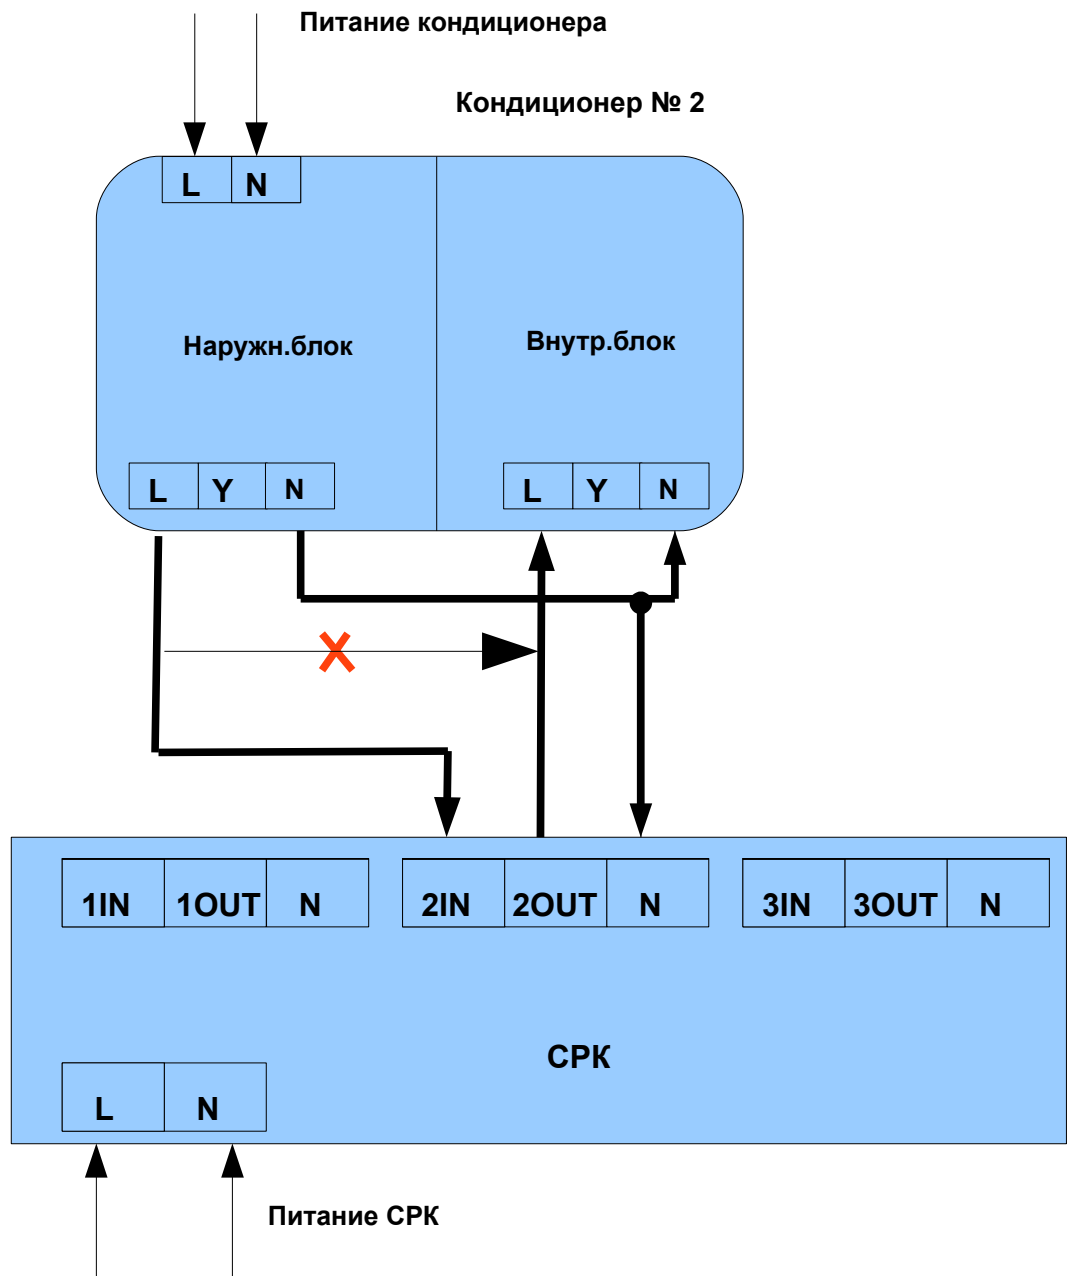 Питание кондиционера
Кондиционер № 2
L N
Наружн.блок
Внутр.блок
L Y N
L Y N
1IN 1OUT N
2IN 2OUT N
3IN 3OUT N
СРК
L N
Питание СРК